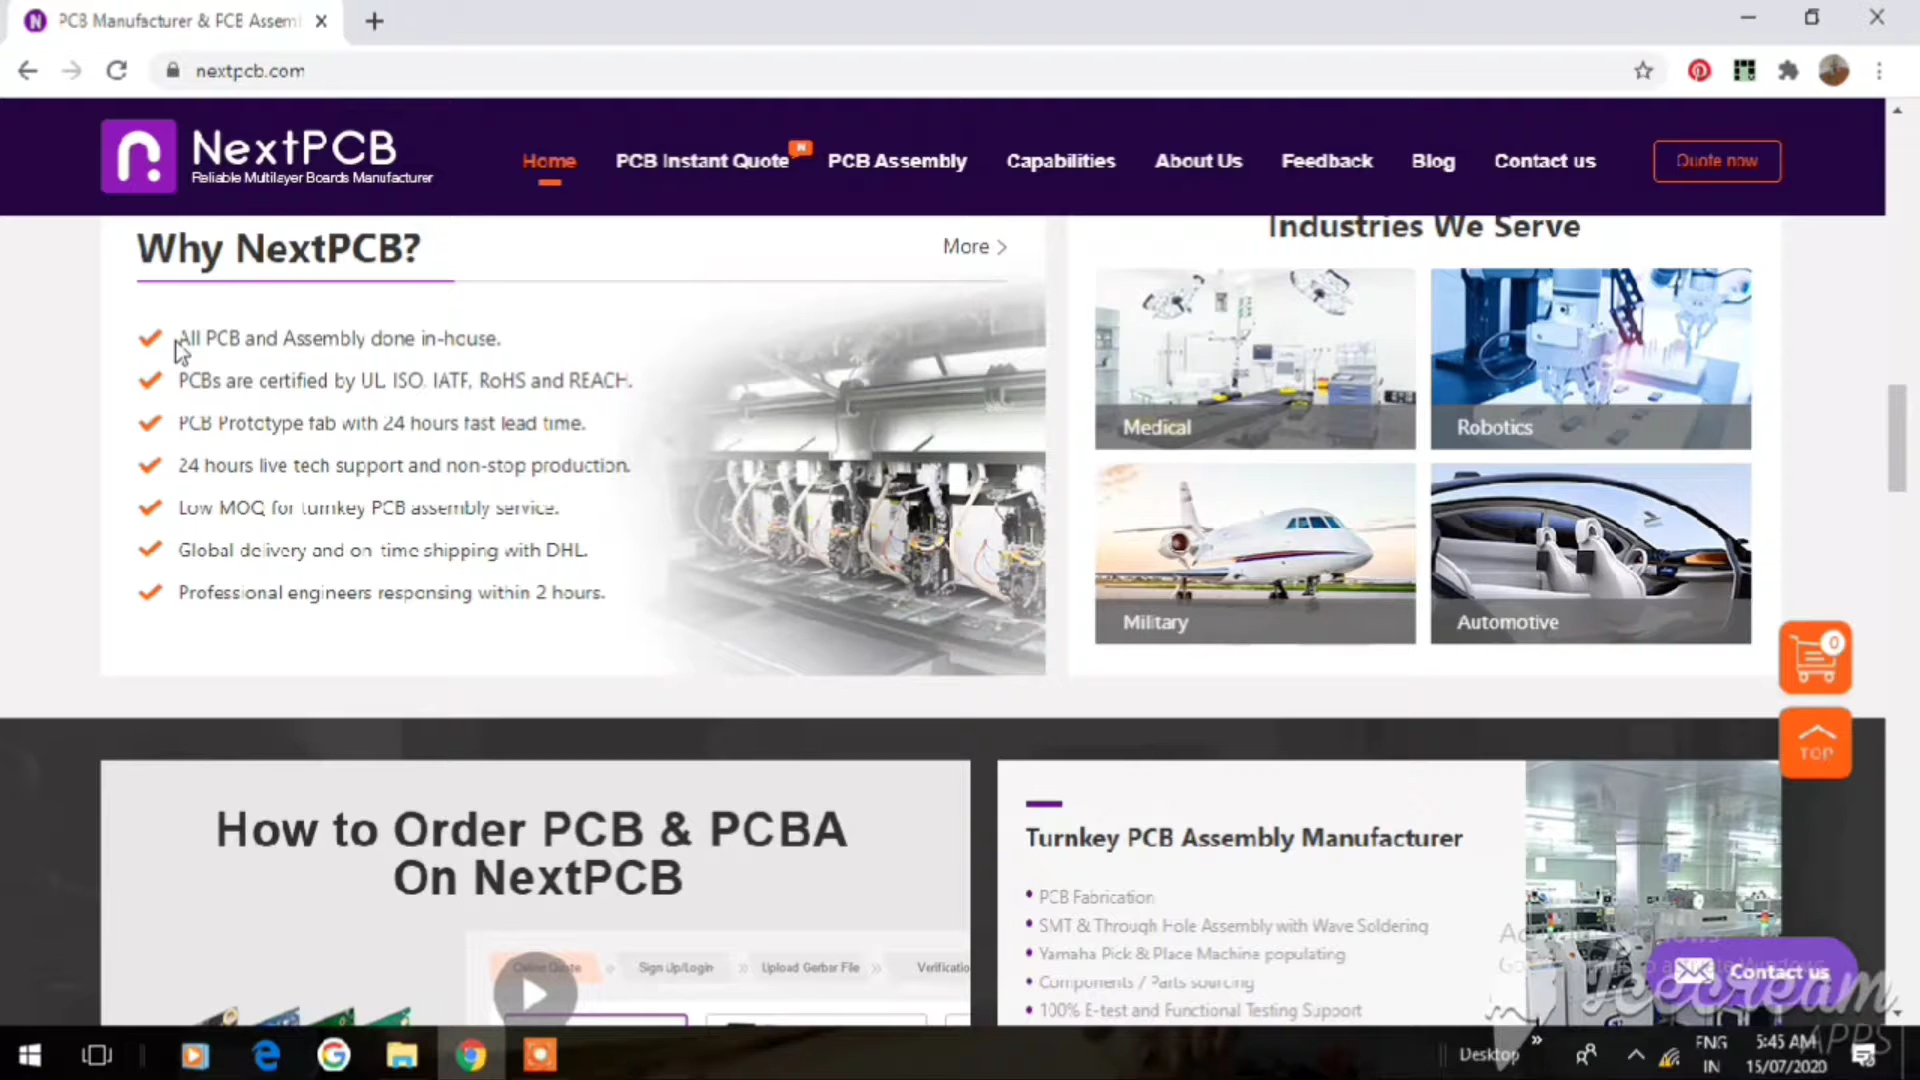 PCB Manufacturer & PCB Assem
nextpcb.com
NextPCB
Reliable Multilayer Boards Manufacturer
Home
PCB Instant Quote
N
PCB Assembly
Capabilities
About Us
Feedback
Blog
Contact us
Quote now
Why NextPCB?
More >
All PCB and Assembly done in-house.
PCBs are certified by UL, ISO, IATF, RoHS and REACH.
PCB Prototype fab with 24 hours fast lead time.
24 hours live tech support and non-stop production.
Low MOQ for turnkey PCB assembly service.
Global delivery and on-time shipping with DHL.
Professional engineers responsing within 2 hours.
Industries We Serve
Medical
Robotics
Military
Automotive
0
TOP
How to Order PCB & PCBA
On NextPCB
Online Quote
Sign Up/Login
Upload Gerber File
Verificatio
Turnkey PCB Assembly Manufacturer
PCB Fabrication
SMT & Through Hole Assembly with Wave Soldering
Yamaha Pick & Place Machine populating
Components / Parts sourcing
100% E-test and Functional Testing Support
Contact us
icecream
APPS
Desktop
ENG
IN
5:45 AM
15/07/2020